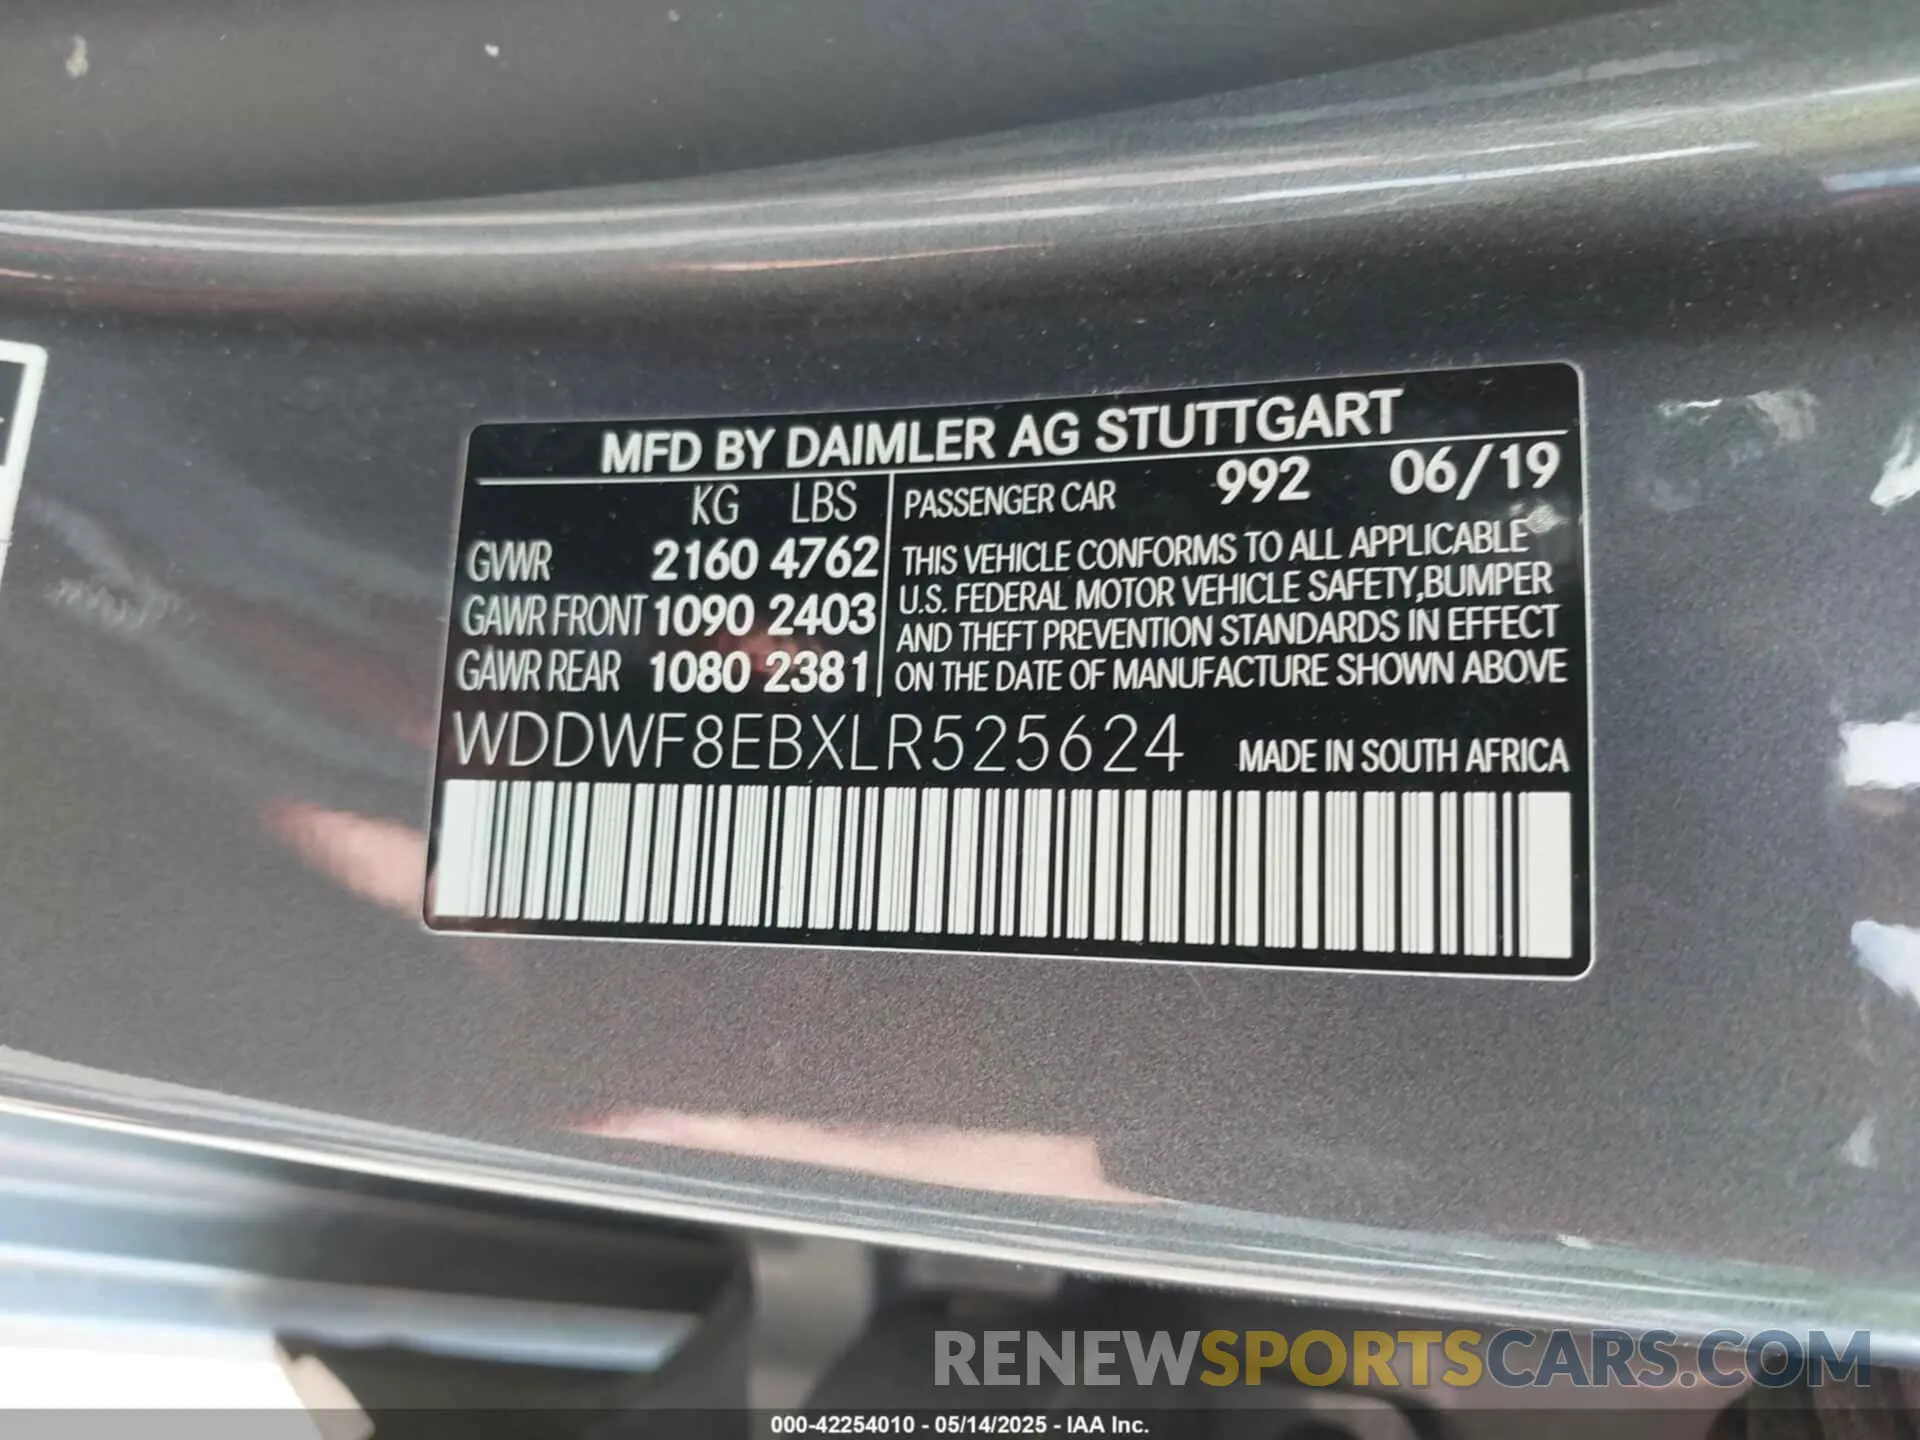 MFD BY DAIMLER AG STUTTGART
KG LBS
PASSENGER CAR 992 06/19
GVWR 2160 4762
GAWR FRONT 1090 2403
GAWR REAR 1080 2381
THIS VEHICLE CONFORMS TO ALL APPLICABLE
U.S. FEDERAL MOTOR VEHICLE SAFETY,BUMPER
AND THEFT PREVENTION STANDARDS IN EFFECT
ON THE DATE OF MANUFACTURE SHOWN ABOVE
WDDWF8EBXLR525624 MADE IN SOUTH AFRICA
RENEWSPORTSCARS.COM
000-42254010 - 05/14/2025 - IAA Inc.